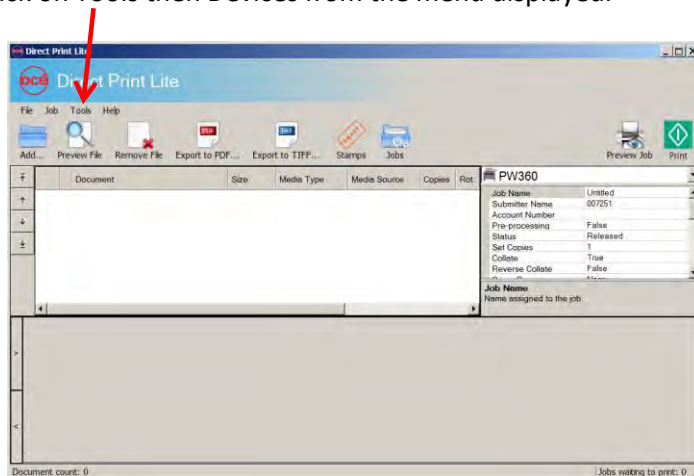 ck on Tools then Devices from the menu displayed.
Direct Print Lite
océ Direct Print Lite
File Job Tools Help
Add... Preview File Remove File Export to PDF... Export to TIFF... Stamps Jobs Preview Job Print
Document Size Media Type Media Source Copies Rot
PW360
Job Name Untitled
Submitter Name 007251
Account Number
Pre-processing False
Status Released
Set Copies 1
Collate True
Reverse Collate False
Job Name
Name assigned to the job
Document count: 0 Jobs waiting to print: 0